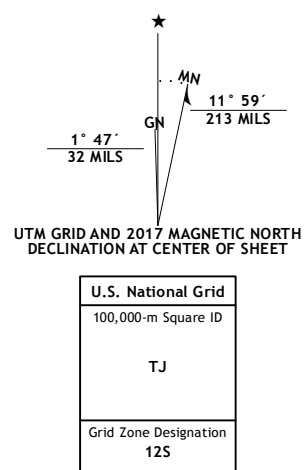 MN
GN
11° 59´
213 MILS
1° 47´
32 MILS
UTM GRID AND 2017 MAGNETIC NORTH
DECLINATION AT CENTER OF SHEET
U.S. National Grid
100,000-m Square ID
TJ
Grid Zone Designation
12S